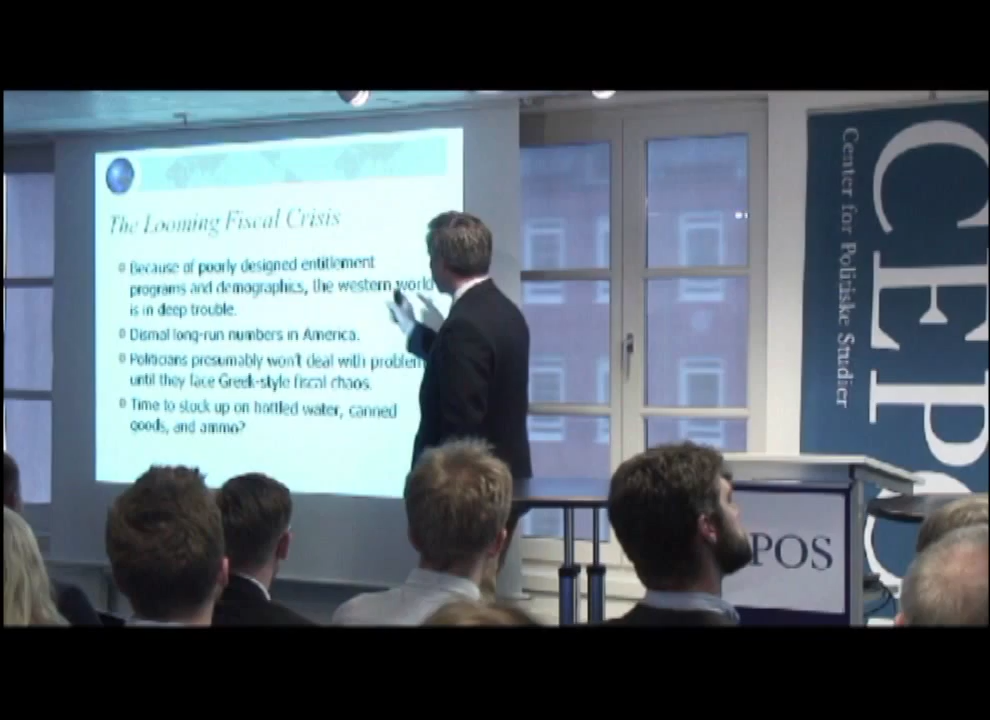 The Looming Fiscal Crisis
Because of poorly designed entitlement
programs and demographics, the western world
is in deep trouble.
Dismal long-run numbers in America.
Politicians presumably won't deal with problem
until they face Greek-style fiscal chaos.
Time to stock up on bottled water, canned
goods, and ammo?
Center for Politiske Studier
CEPO
POS